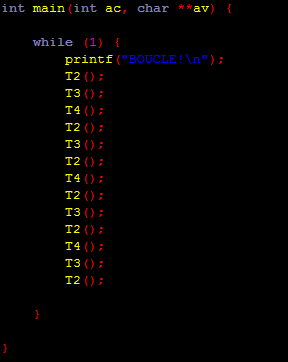 int main(int ac, char **av) {
while (1) {
printf("BOUCLE!\n");
T2();
T3();
T4();
T2();
T3();
T2();
T4();
T2();
T3();
T2();
T4();
T3();
T2();
}
}